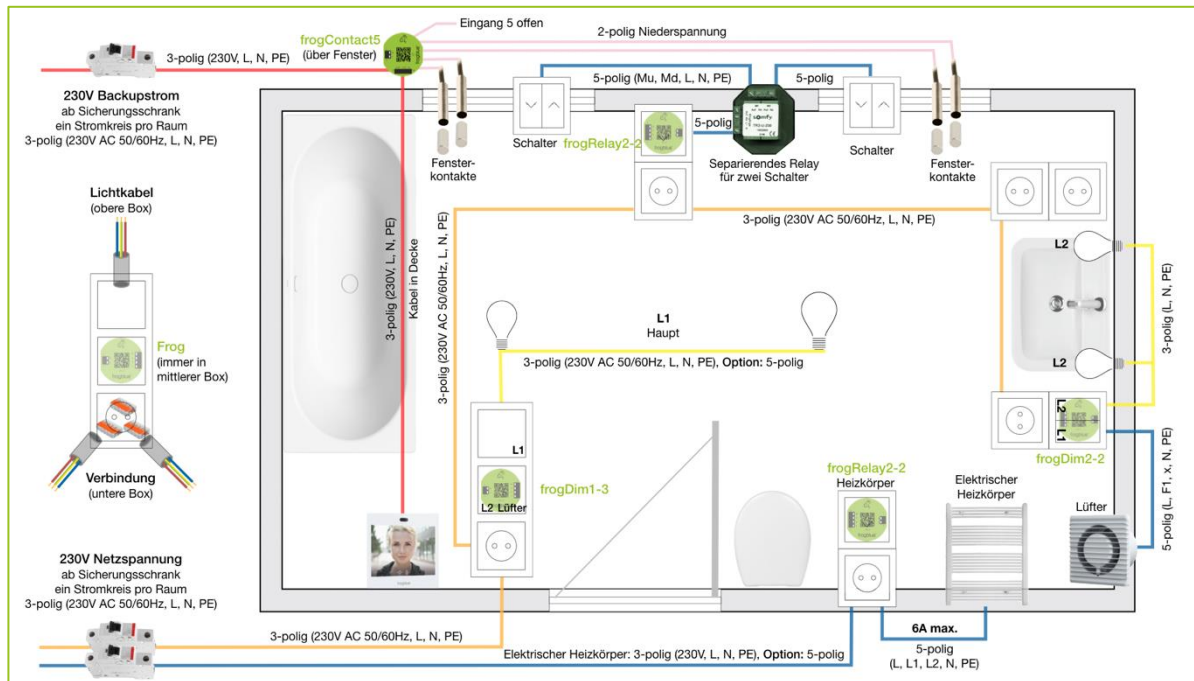 Eingang 5 offen
frogContact5
(über Fenster)
2-polig Niederspannung
3-polig (230V, L, N, PE)
230V Backupstrom
ab Sicherungsschrank
ein Stromkreis pro Raum
3-polig (230V AC 50/60Hz, L, N, PE)
5-polig (Mu, Md, L, N, PE)
5-polig
5-polig
somfy
Schalter
frogRelay2-2
Separierendes Relay
für zwei Schalter
Schalter
Fenster-
kontakte
Fenster-
kontakte
Lichtkabel
(obere Box)
Frog
(immer in
mittlerer Box)
Verbindung
(untere Box)
3-polig (230V, L, N, PE)
Kabel in Decke
3-polig (230V AC 50/60Hz, L, N, PE)
3-polig (230V AC 50/60Hz, L, N, PE)
L2
L2
3-polig (L, N, PE)
L1
Haupt
3-polig (230V AC 50/60Hz, L, N, PE), Option: 5-polig
L1
frogDim1-3
L2 Lüfter
L2
L1
frogDim2-2
5-polig (L, F1, x, N, PE)
frogRelay2-2
Heizkörper
Elektrischer
Heizkörper
Lüfter
230V Netzspannung
ab Sicherungsschrank
ein Stromkreis pro Raum
3-polig (230V AC 50/60Hz, L, N, PE)
3-polig (230V AC 50/60Hz, L, N, PE)
Elektrischer Heizkörper: 3-polig (230V, L, N, PE), Option: 5-polig
6A max.
5-polig
(L, L1, L2, N, PE)